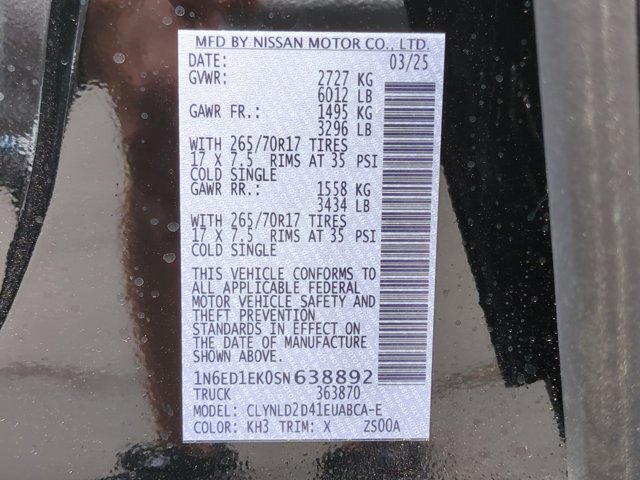 MFD BY NISSAN MOTOR CO., LTD.
DATE: 03/25
GVWR: 2727 KG
6012 LB
GAWR FR.: 1495 KG
3296 LB
WITH 265/70R17 TIRES
17 X 7.5 RIMS AT 35 PSI
COLD SINGLE
GAWR RR.: 1558 KG
3434 LB
WITH 265/70R17 TIRES
17 X 7.5 RIMS AT 35 PSI
COLD SINGLE
THIS VEHICLE CONFORMS TO
ALL APPLICABLE FEDERAL
MOTOR VEHICLE SAFETY AND
THEFT PREVENTION
STANDARDS IN EFFECT ON
THE DATE OF MANUFACTURE
SHOWN ABOVE.
1N6ED1EK0SN638892
TRUCK 363870
MODEL: CLYNLD2D41EUABCA-E
COLOR: KH3 TRIM: X ZS00A